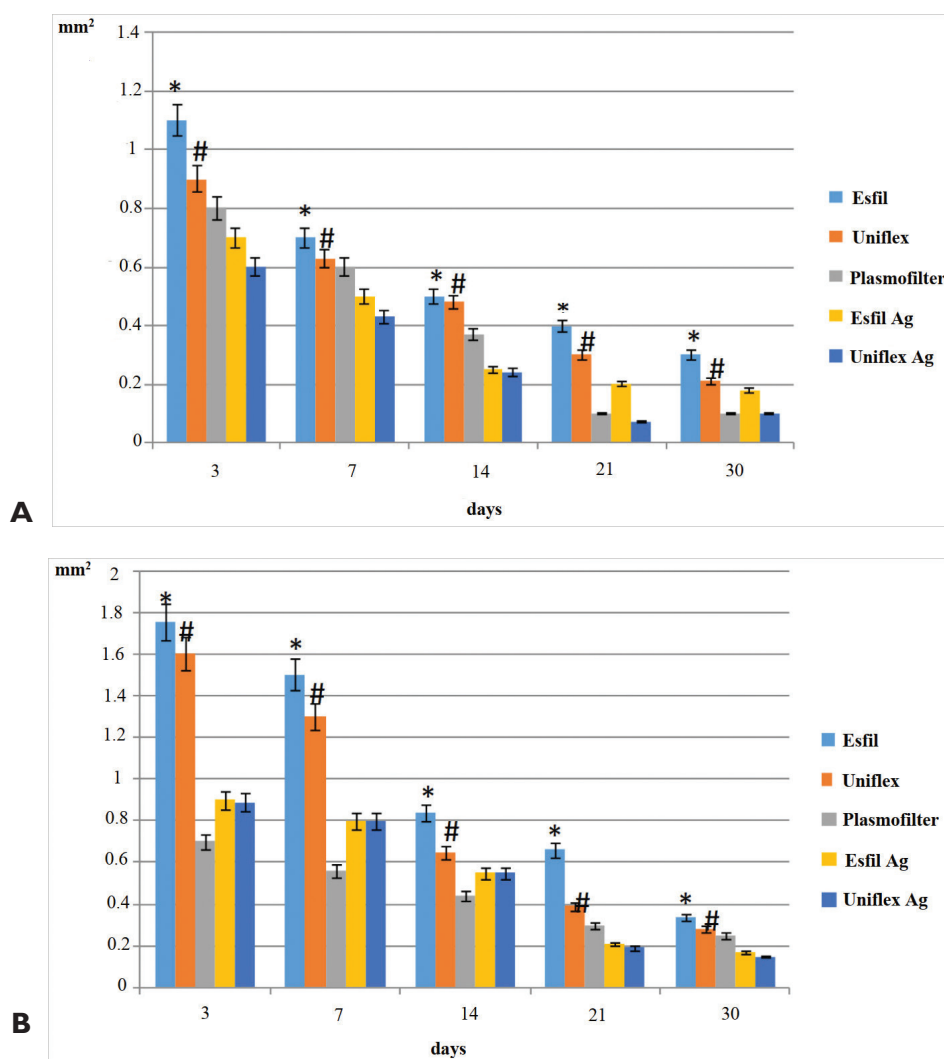 mm²
1.4
1.2
1
0.8
0.6
0.4
0.2
0
* # * # * # * # * #
3 7 14 21 30
days
Esfil
Uniflex
Plasmofilter
Esfil Ag
Uniflex Ag
A
mm²
2
1.8
1.6
1.4
1.2
1
0.8
0.6
0.4
0.2
0
* # * # * # * # * #
3 7 14 21 30
days
Esfil
Uniflex
Plasmofilter
Esfil Ag
Uniflex Ag
B